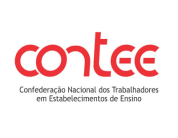 contee
Confederação Nacional dos Trabalhadores
em Estabelecimentos de Ensino